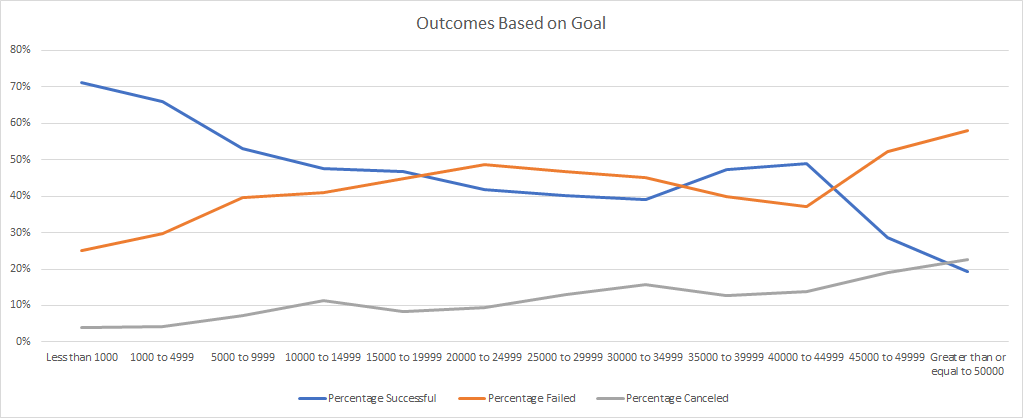 Outcomes Based on Goal
80%
70%
60%
50%
40%
30%
20%
10%
0%
Less than 1000 1000 to 4999 5000 to 9999 10000 to 14999 15000 to 19999 20000 to 24999 25000 to 29999 30000 to 34999 35000 to 39999 40000 to 44999 45000 to 49999 Greater than or
equal to 50000
Percentage Successful Percentage Failed Percentage Canceled